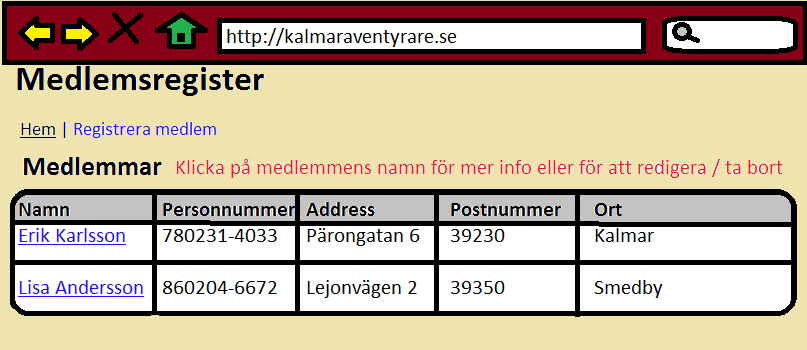 http://kalmaraventyrare.se
Medlemsregister
Hem | Registrera medlem
Medlemmar Klicka på medlemmens namn för mer info eller för att redigera / ta bort
Namn Personnummer Address Postnummer Ort
Erik Karlsson 780231-4033 Pärongatan 6 39230 Kalmar
Lisa Andersson 860204-6672 Lejonvägen 2 39350 Smedby